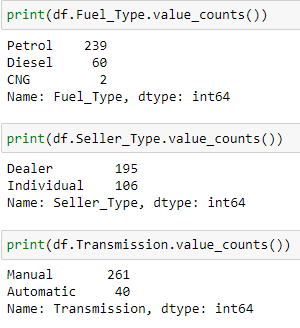 print(df.Fuel_Type.value_counts())
Petrol    239
Diesel     60
CNG         2
Name: Fuel_Type, dtype: int64
print(df.Seller_Type.value_counts())
Dealer        195
Individual    106
Name: Seller_Type, dtype: int64
print(df.Transmission.value_counts())
Manual       261
Automatic     40
Name: Transmission, dtype: int64